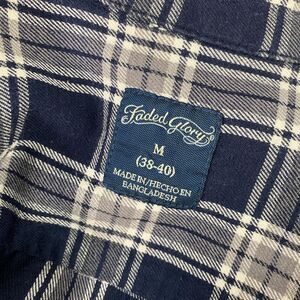 Faded Glory
M
(38-40)
MADE IN/HECHO EN
BANGLADESH